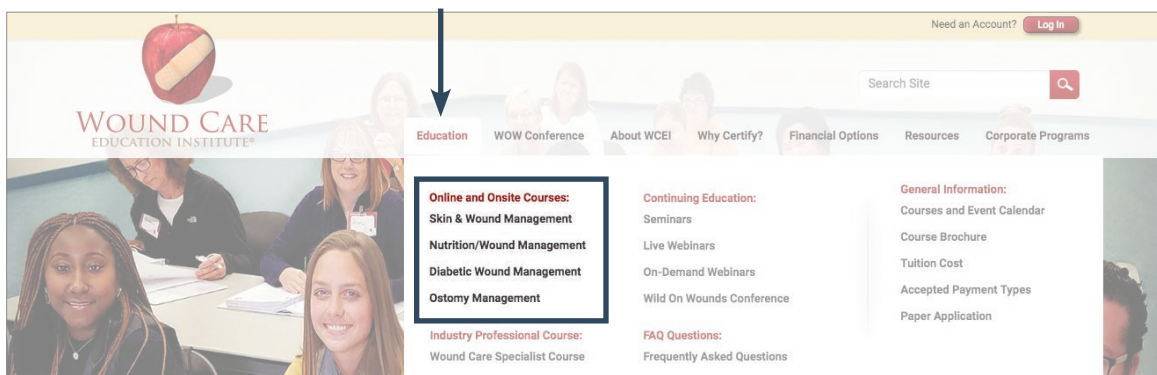 Need an Account? Log In
Search Site
WOUND CARE
EDUCATION INSTITUTE®
Education WOW Conference About WCEI Why Certify? Financial Options Resources Corporate Programs
Online and Onsite Courses:
Skin & Wound Management
Nutrition/Wound Management
Diabetic Wound Management
Ostomy Management
Industry Professional Course:
Wound Care Specialist Course
Continuing Education:
Seminars
Live Webinars
On-Demand Webinars
Wild On Wounds Conference
FAQ Questions:
Frequently Asked Questions
General Information:
Courses and Event Calendar
Course Brochure
Tuition Cost
Accepted Payment Types
Paper Application